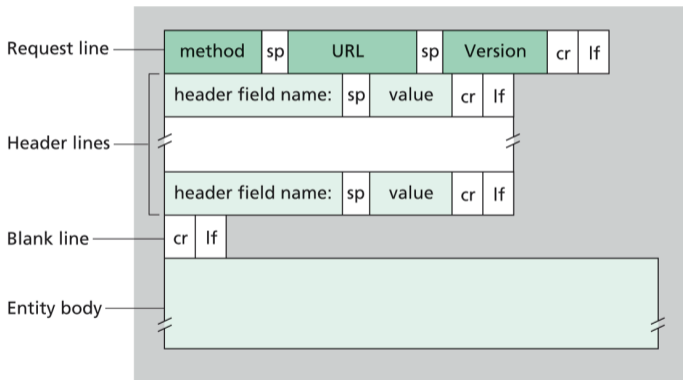 Request line method sp URL sp Version cr lf
header field name: sp value cr lf
Header lines
header field name: sp value cr lf
Blank line cr lf
Entity body